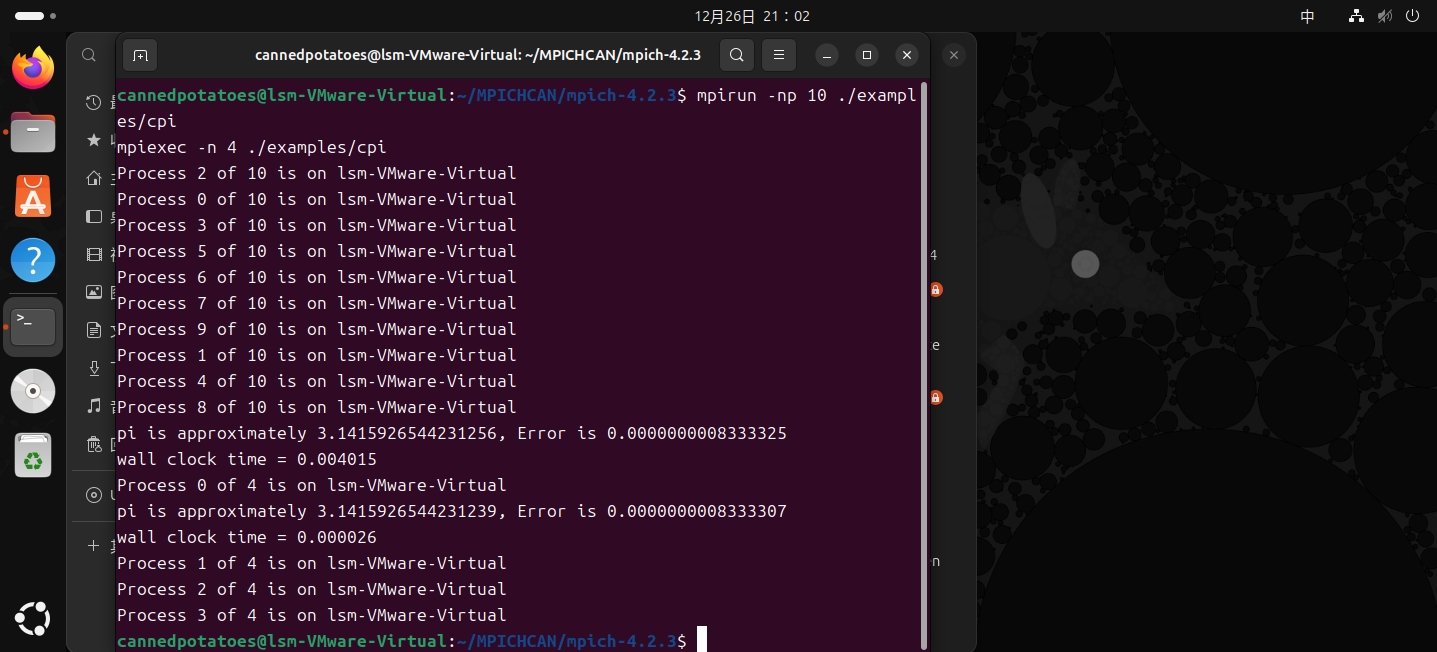 12月26日 21：02
中
cannedpotatoes@lsm-VMware-Virtual: ~/MPICHCAN/mpich-4.2.3
cannedpotatoes@lsm-VMware-Virtual:~/MPICHCAN/mpich-4.2.3$ mpirun -np 10 ./exampl
es/cpi
mpiexec -n 4 ./examples/cpi
Process 2 of 10 is on lsm-VMware-Virtual
Process 0 of 10 is on lsm-VMware-Virtual
Process 3 of 10 is on lsm-VMware-Virtual
Process 5 of 10 is on lsm-VMware-Virtual
Process 6 of 10 is on lsm-VMware-Virtual
Process 7 of 10 is on lsm-VMware-Virtual
Process 9 of 10 is on lsm-VMware-Virtual
Process 1 of 10 is on lsm-VMware-Virtual
Process 4 of 10 is on lsm-VMware-Virtual
Process 8 of 10 is on lsm-VMware-Virtual
pi is approximately 3.1415926544231256, Error is 0.0000000008333325
wall clock time = 0.004015
Process 0 of 4 is on lsm-VMware-Virtual
pi is approximately 3.1415926544231239, Error is 0.0000000008333307
wall clock time = 0.000026
Process 1 of 4 is on lsm-VMware-Virtual
Process 2 of 4 is on lsm-VMware-Virtual
Process 3 of 4 is on lsm-VMware-Virtual
cannedpotatoes@lsm-VMware-Virtual:~/MPICHCAN/mpich-4.2.3$